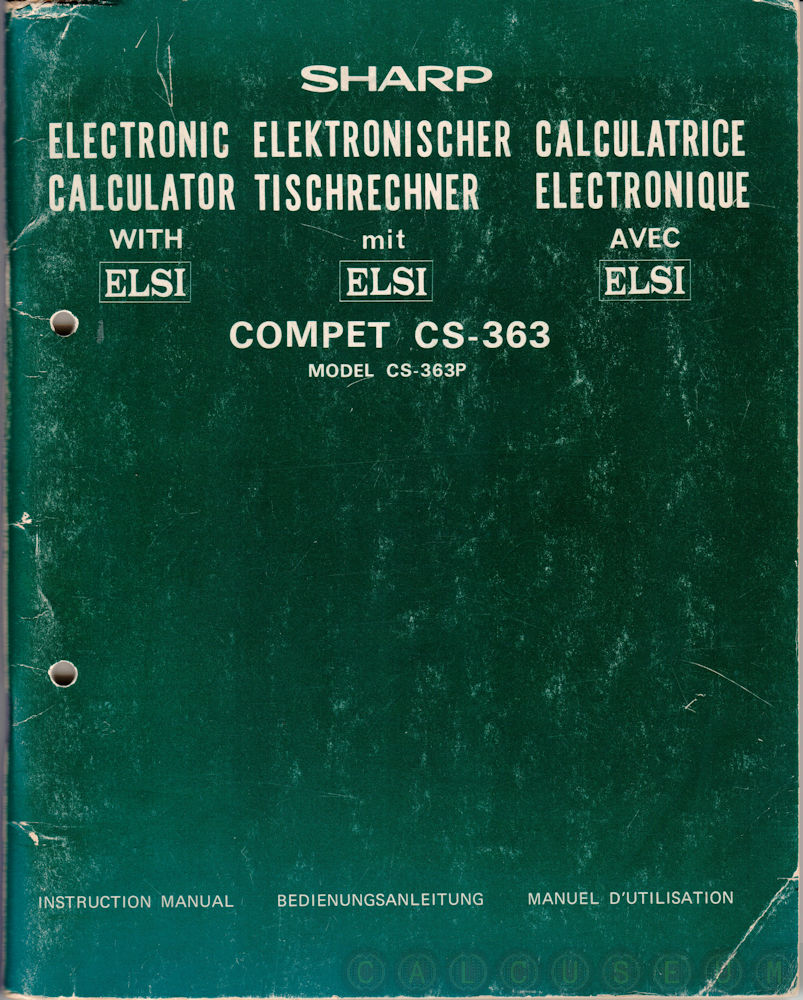 SHARP
ELECTRONIC ELEKTRONISCHER CALCULATRICE
CALCULATOR TISCHRECHNER ELECTRONIQUE
WITH mit AVEC
ELSI ELSI ELSI
COMPET CS-363
MODEL CS-363P
INSTRUCTION MANUAL BEDIENUNGSANLEITUNG MANUEL D'UTILISATION
CALCUSEUM